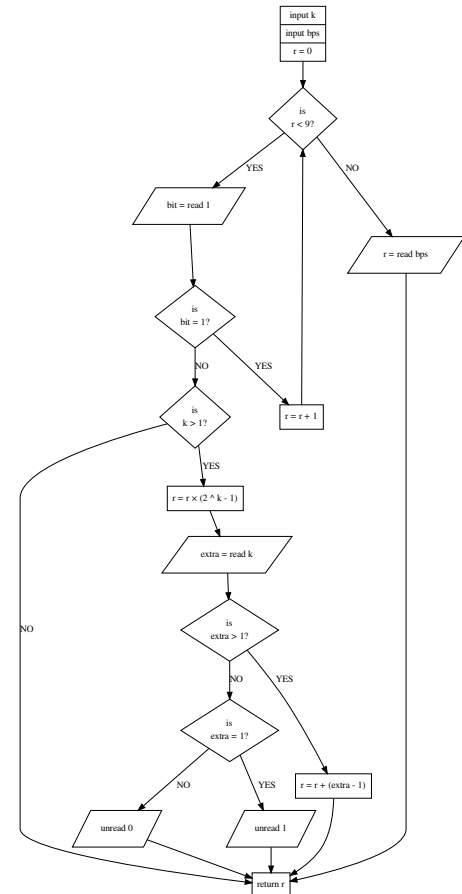 input k
input bps
r = 0
is
r < 9?
YES
NO
bit = read 1
r = read bps
is
bit = 1?
NO
YES
is
k > 1?
r = r + 1
YES
r = r × (2 ^ k - 1)
extra = read k
NO
is
extra > 1?
NO
YES
is
extra = 1?
NO
YES
r = r + (extra - 1)
unread 0
unread 1
return r